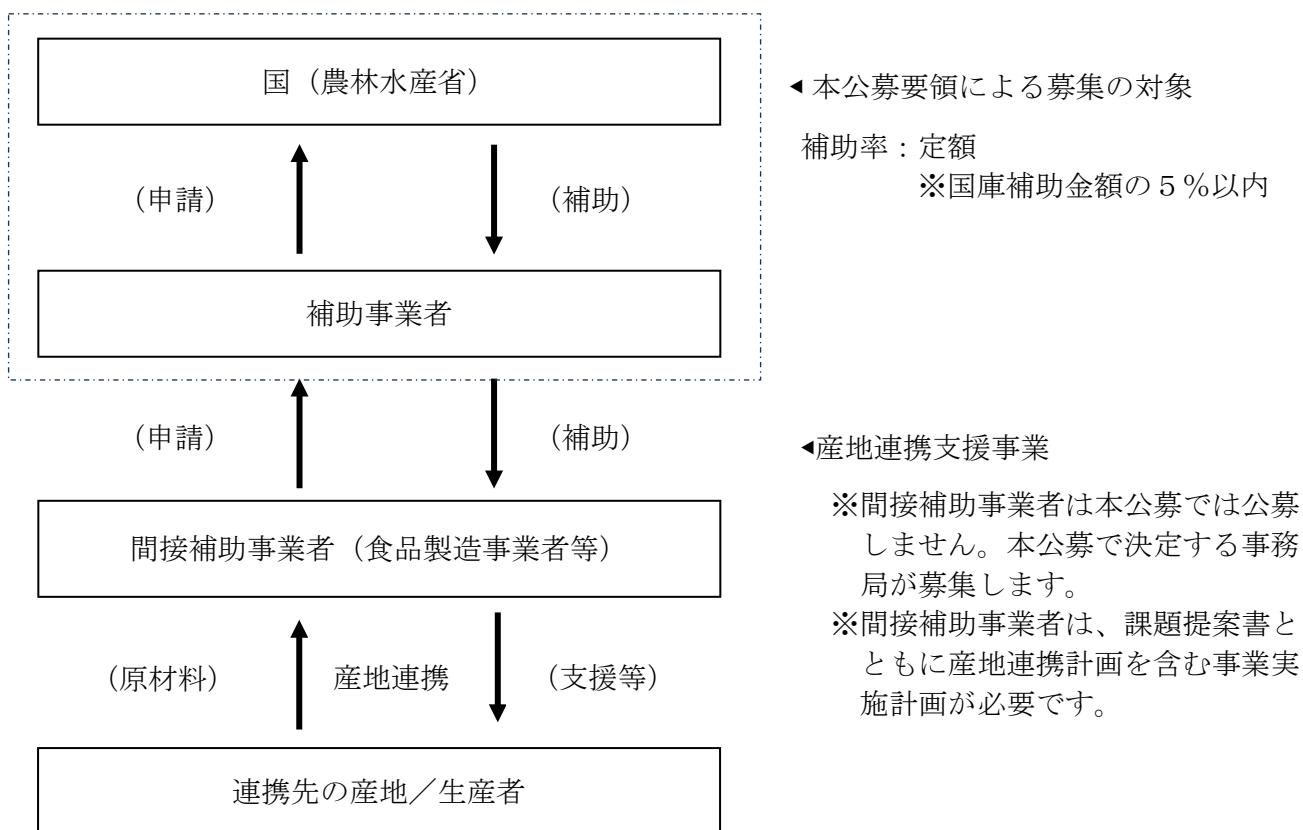 国（農林水産省）
◀ 本公募要領による募集の対象
補助率：定額
※国庫補助金額の５％以内
（申請）
（補助）
補助事業者
（申請）
（補助）
◀産地連携支援事業
※間接補助事業者は本公募では公募
しません。本公募で決定する事務
局が募集します。
※間接補助事業者は、課題提案書と
ともに産地連携計画を含む事業実
施計画が必要です。
間接補助事業者（食品製造事業者等）
（原材料）
産地連携
（支援等）
連携先の産地／生産者